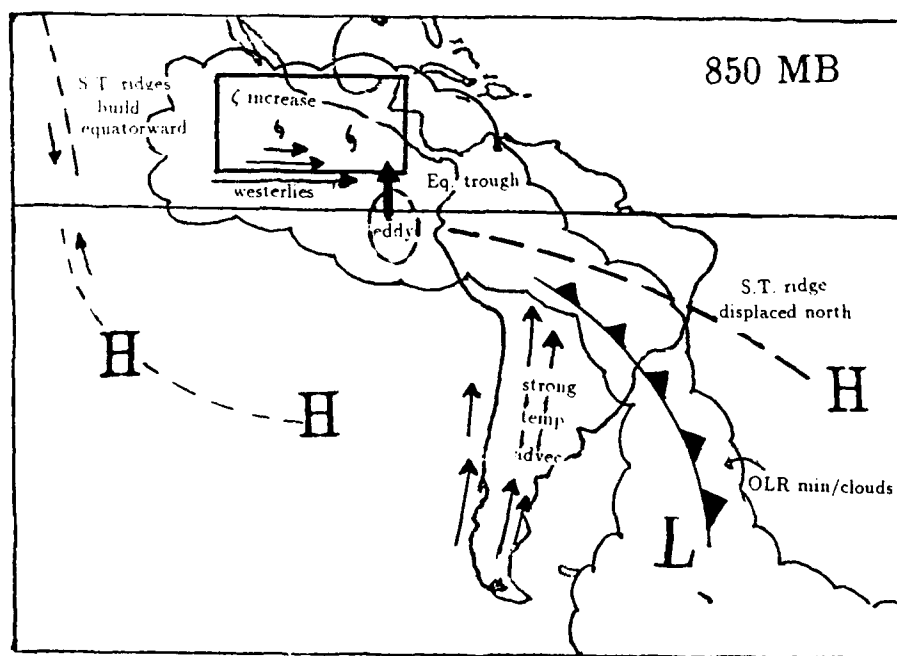 850 MB
S.T. ridges
build
equatorward
ζ increase
westerlies
Eq. trough
eddy
S.T. ridge
displaced north
H
H
H
strong
temp
advec
OLR min/clouds
L